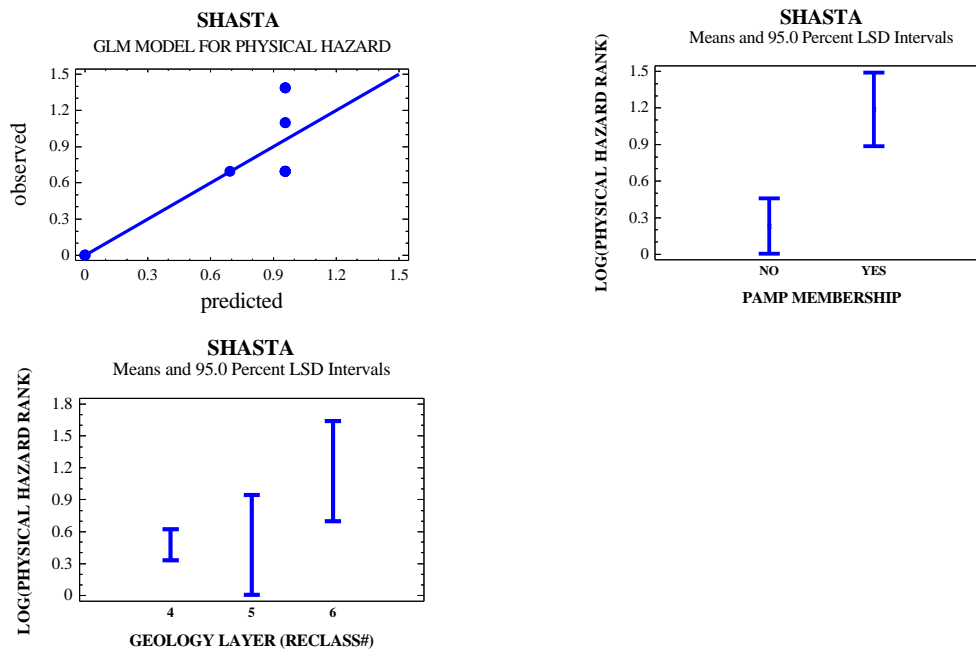 SHASTA
GLM MODEL FOR PHYSICAL HAZARD
observed
1.5
1.2
0.9
0.6
0.3
0
0 0.3 0.6 0.9 1.2 1.5
predicted
SHASTA
Means and 95.0 Percent LSD Intervals
LOG(PHYSICAL HAZARD RANK)
1.5
1.2
0.9
0.6
0.3
0
NO YES
PAMP MEMBERSHIP
SHASTA
Means and 95.0 Percent LSD Intervals
LOG(PHYSICAL HAZARD RANK)
1.8
1.5
1.2
0.9
0.6
0.3
0
4 5 6
GEOLOGY LAYER (RECLASS#)